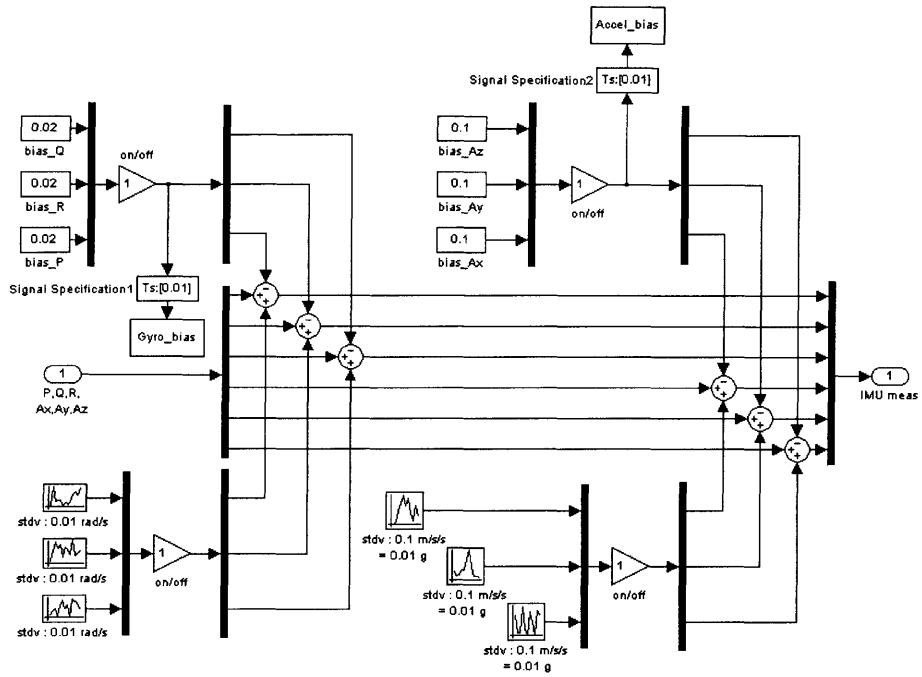 Accel_bias
Signal Specification2
Ts:[0.01]
0.02
bias_Q
on/off
1
0.02
bias_R
0.02
bias_P
Signal Specification1
Ts:[0.01]
Gyro_bias
0.1
bias_Az
0.1
bias_Ay
1
on/off
0.1
bias_Ax
1
P,Q,R,
Ax,Ay,Az
1
IMU meas
stdv : 0.01 rad/s
stdv : 0.01 rad/s
stdv : 0.01 rad/s
1
on/off
stdv : 0.1 m/s/s
= 0.01 g
stdv : 0.1 m/s/s
= 0.01 g
stdv : 0.1 m/s/s
= 0.01 g
1
on/off